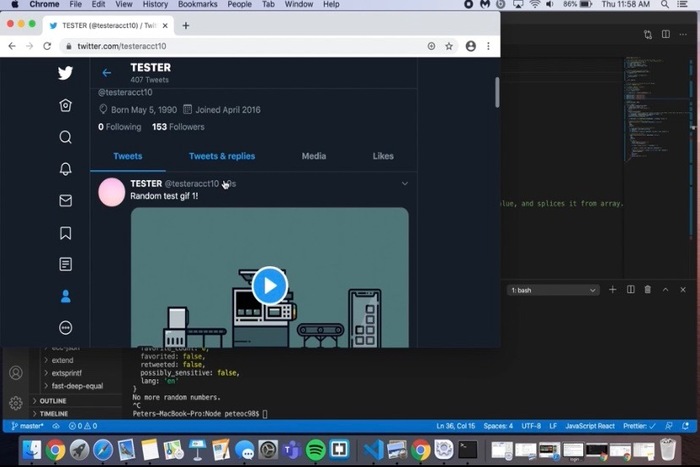 Chrome File Edit View History Bookmarks People Tab Window Help 86% Thu 11:58 AM
TESTER (@testeracct10) / Twit
twitter.com/testeracct10
TESTER
407 Tweets
@testeracct10
Born May 5, 1990 Joined April 2016
0 Following 153 Followers
Tweets Tweets & replies Media Likes
TESTER @testeracct10
Random test gif 1!
lue, and splices it from array.
1: bash
extend
extsprintf
fast-deep-equal
OUTLINE
TIMELINE
favorited: false,
retweeted: false,
possibly_sensitive: false,
lang: 'en'
}
No more random numbers.
^C
Peters-MacBook-Pro:Node peteoc98$
master* 0 0 Ln 36, Col 15 Spaces: 4 UTF-8 LF JavaScript React Prettier: ✓